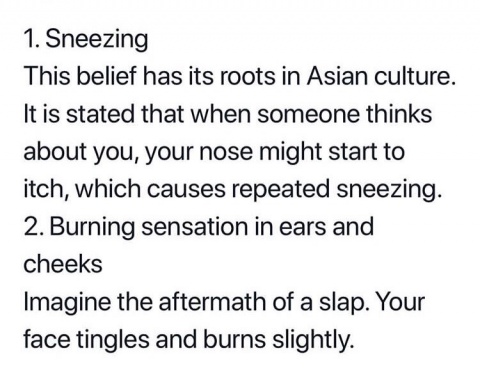 1. Sneezing
This belief has its roots in Asian culture.
It is stated that when someone thinks
about you, your nose might start to
itch, which causes repeated sneezing.
2. Burning sensation in ears and
cheeks
Imagine the aftermath of a slap. Your
face tingles and burns slightly.